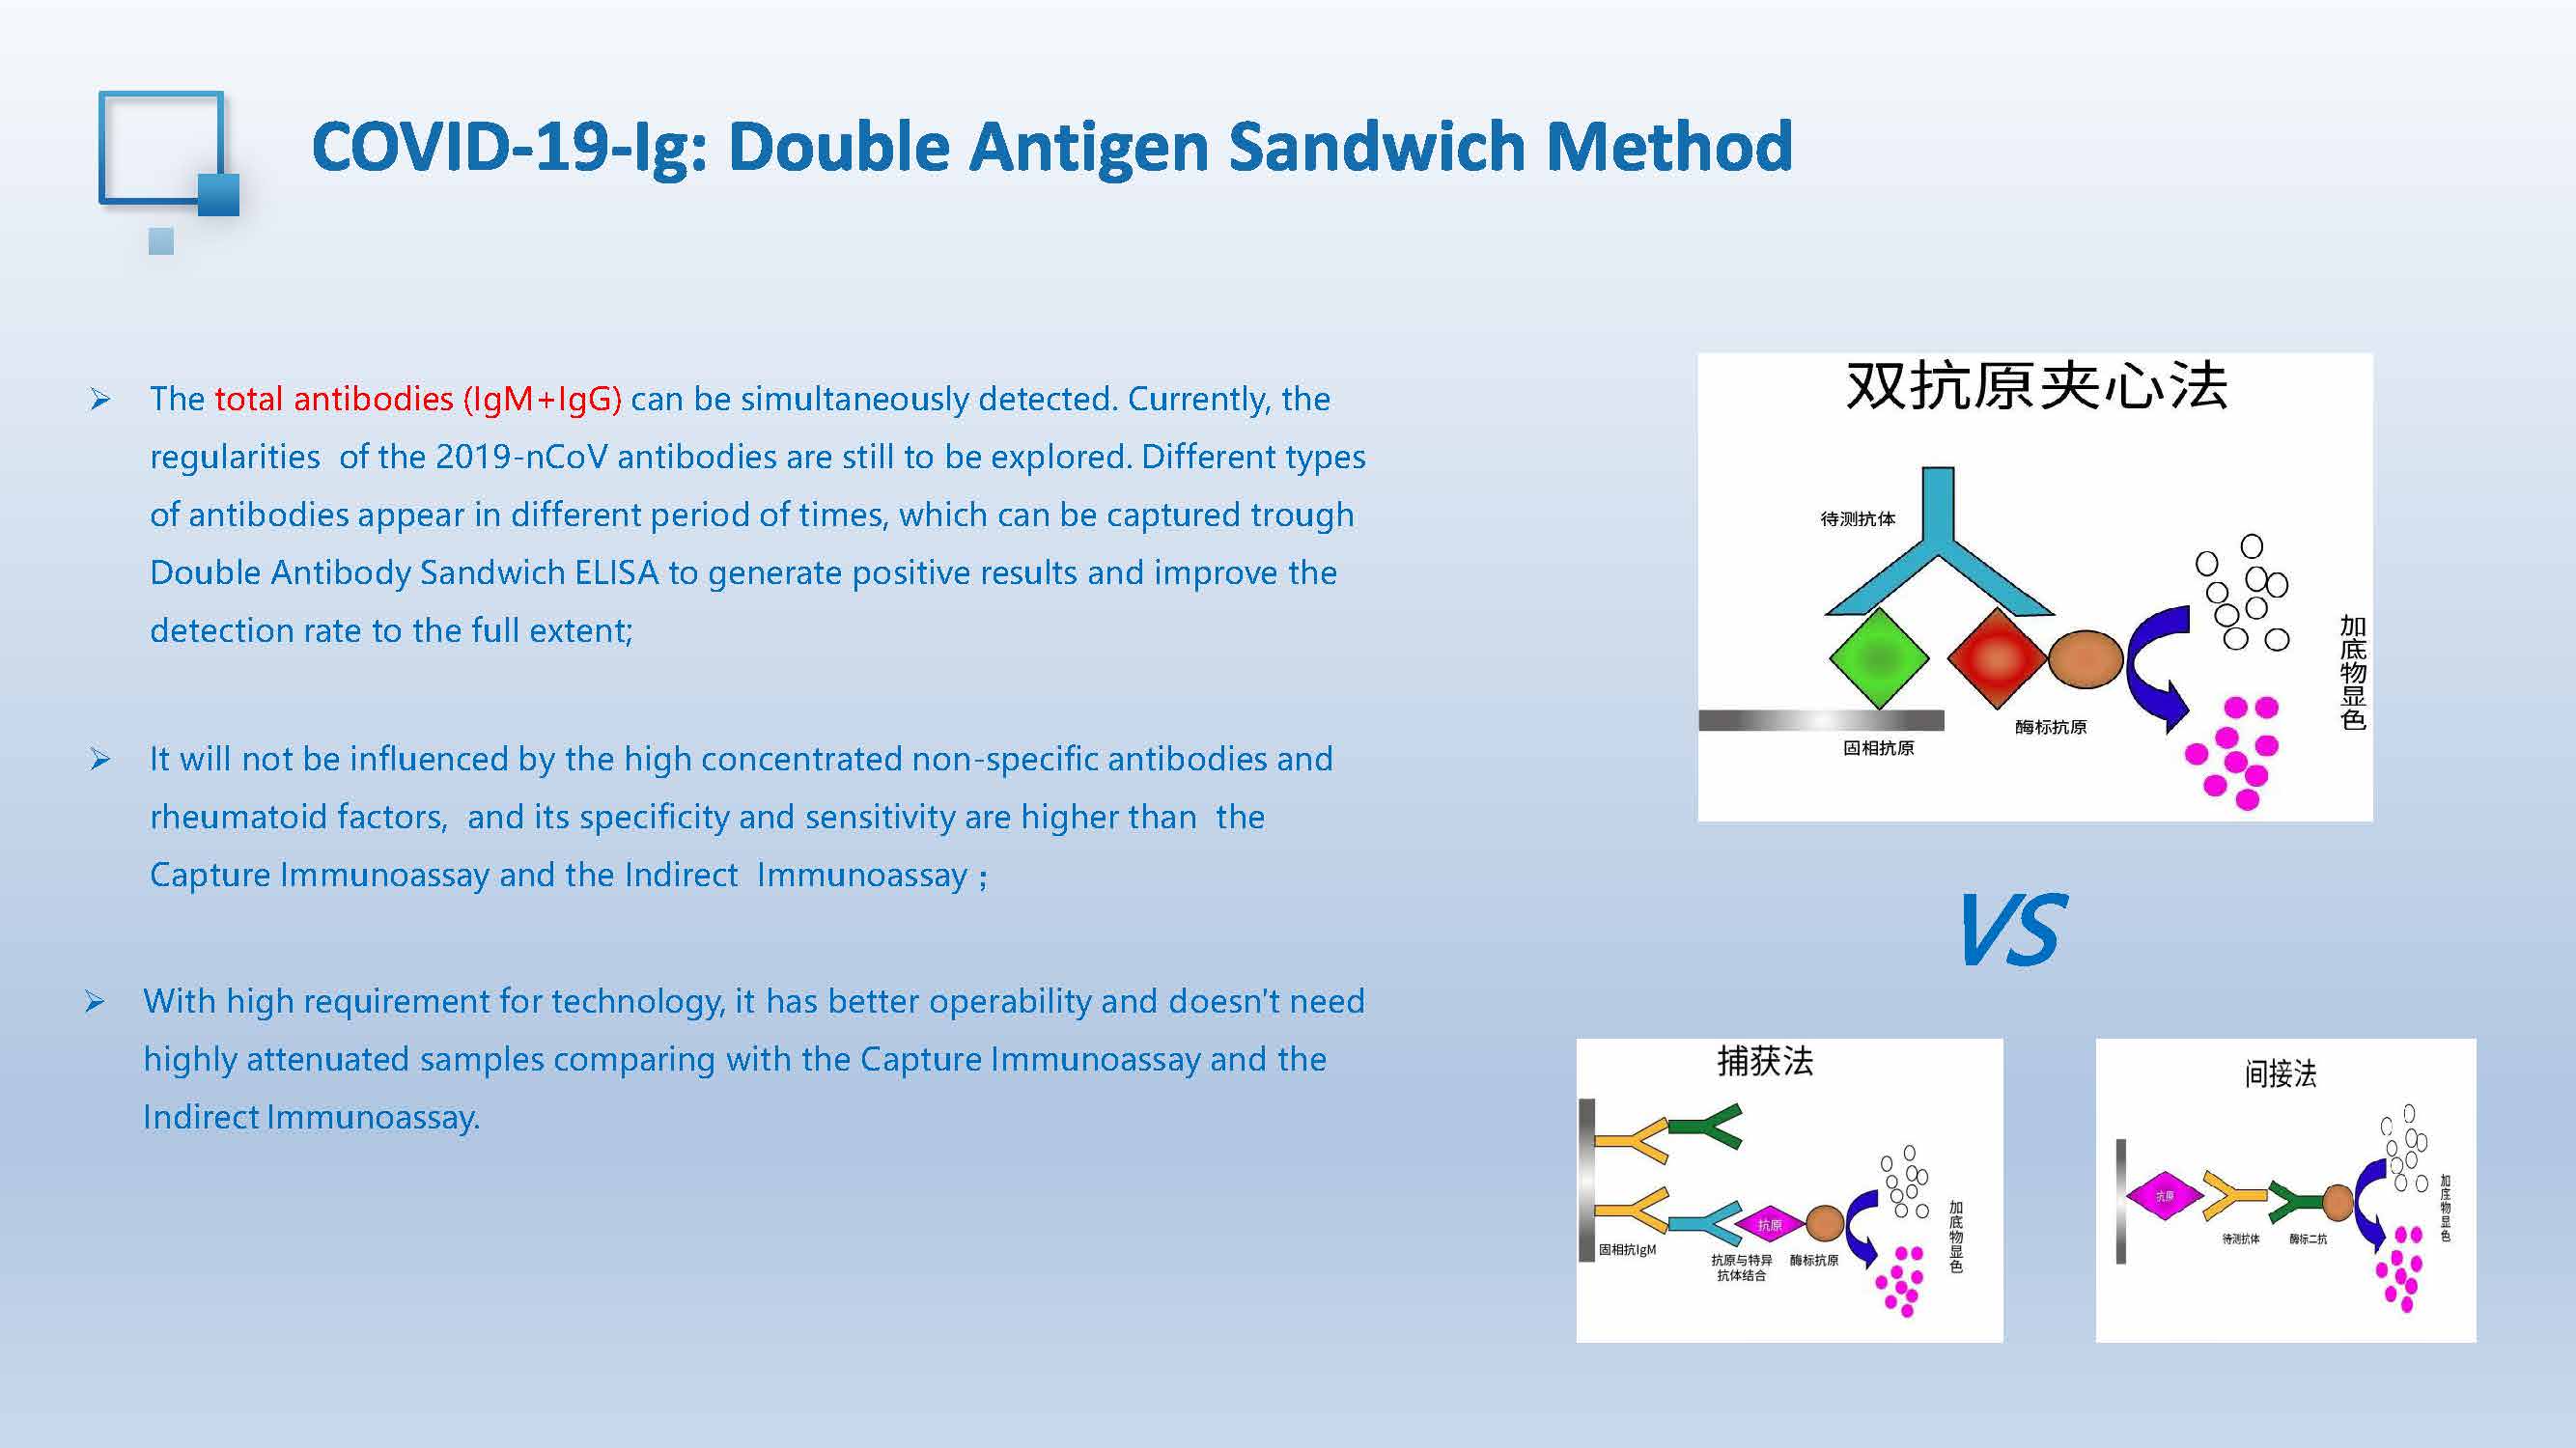 COVID-19-Ig: Double Antigen Sandwich Method
The total antibodies (IgM+IgG) can be simultaneously detected. Currently, the
regularities of the 2019-nCoV antibodies are still to be explored. Different types
of antibodies appear in different period of times, which can be captured trough
Double Antibody Sandwich ELISA to generate positive results and improve the
detection rate to the full extent;
It will not be influenced by the high concentrated non-specific antibodies and
rheumatoid factors, and its specificity and sensitivity are higher than the
Capture Immunoassay and the Indirect Immunoassay；
With high requirement for technology, it has better operability and doesn't need
highly attenuated samples comparing with the Capture Immunoassay and the
Indirect Immunoassay.
双抗原夹心法
待测抗体
加底物显色
酶标抗原
固相抗原
VS
捕获法
抗原
加底物显色
固相抗IgM
抗原与特异
抗体结合
酶标抗原
间接法
抗原
加底物显色
待测抗体
酶标二抗